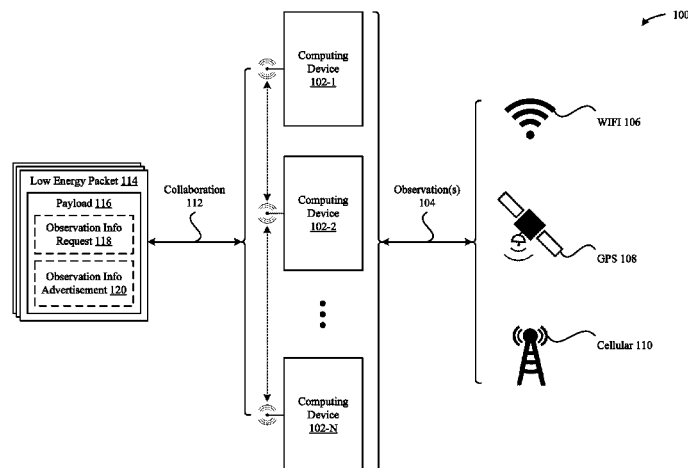 100
Computing
Device
102-1
WIFI 106
Low Energy Packet 114
Payload 116
Observation Info
Request 118
Observation Info
Advertisement 120
Collaboration
112
Computing
Device
102-2
Observation(s)
104
GPS 108
Cellular 110
Computing
Device
102-N